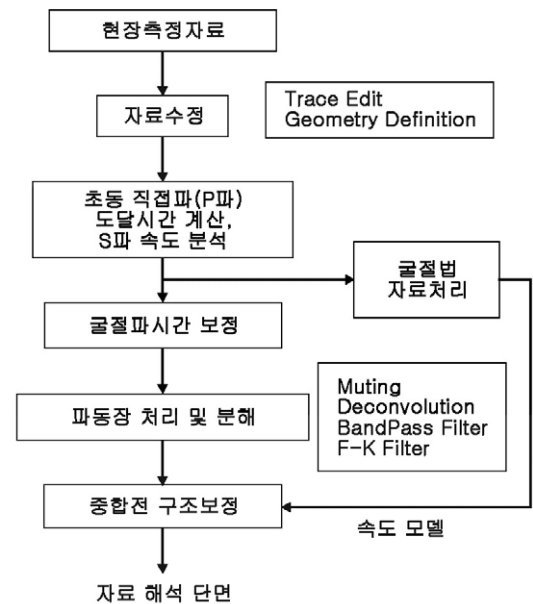 현장측정자료
자료수정
Trace Edit
Geometry Definition
초동 직접파(P파)
도달시간 계산,
S파 속도 분석
굴절법
자료처리
굴절파시간 보정
Muting
Deconvolution
BandPass Filter
F-K Filter
파동장 처리 및 분해
중합전 구조보정
속도 모델
자료 해석 단면